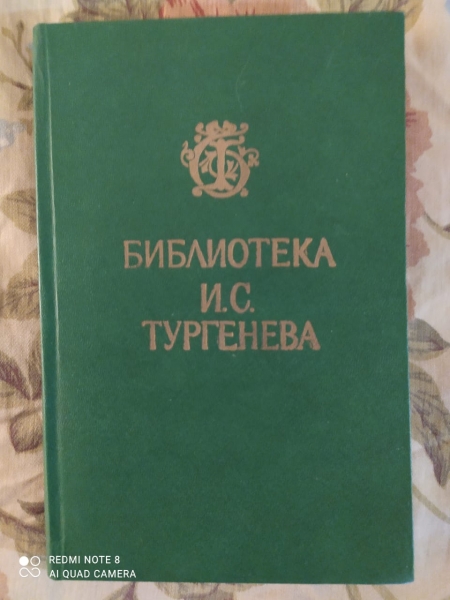 БИБЛИОТЕКА
И.С.
ТУРГЕНЕВА
REDMI NOTE 8
AI QUAD CAMERA